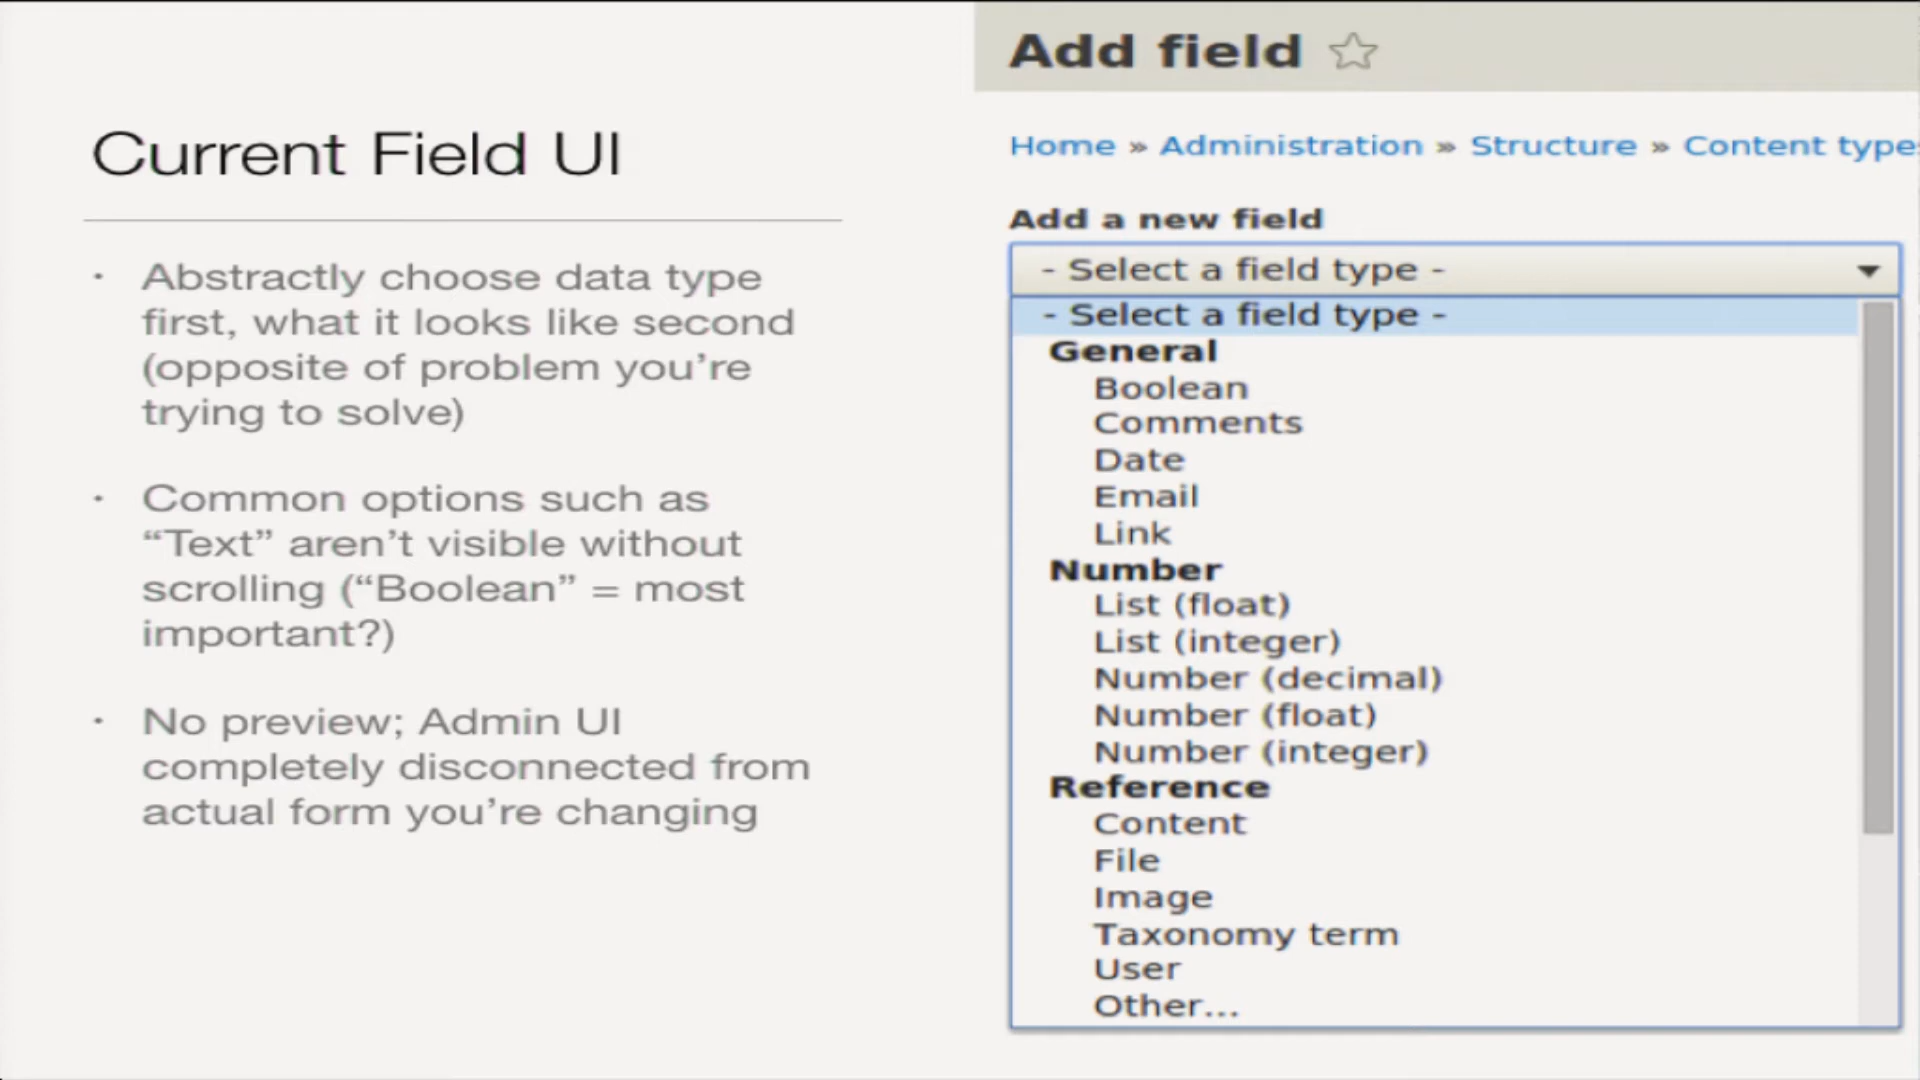 Current Field UI
· Abstractly choose data type
first, what it looks like second
(opposite of problem you’re
trying to solve)
· Common options such as
“Text” aren’t visible without
scrolling (“Boolean” = most
important?)
· No preview; Admin UI
completely disconnected from
actual form you’re changing
Add field
Home » Administration » Structure » Content types
Add a new field
- Select a field type -
- Select a field type -
General
Boolean
Comments
Date
Email
Link
Number
List (float)
List (integer)
Number (decimal)
Number (float)
Number (integer)
Reference
Content
File
Image
Taxonomy term
User
Other...